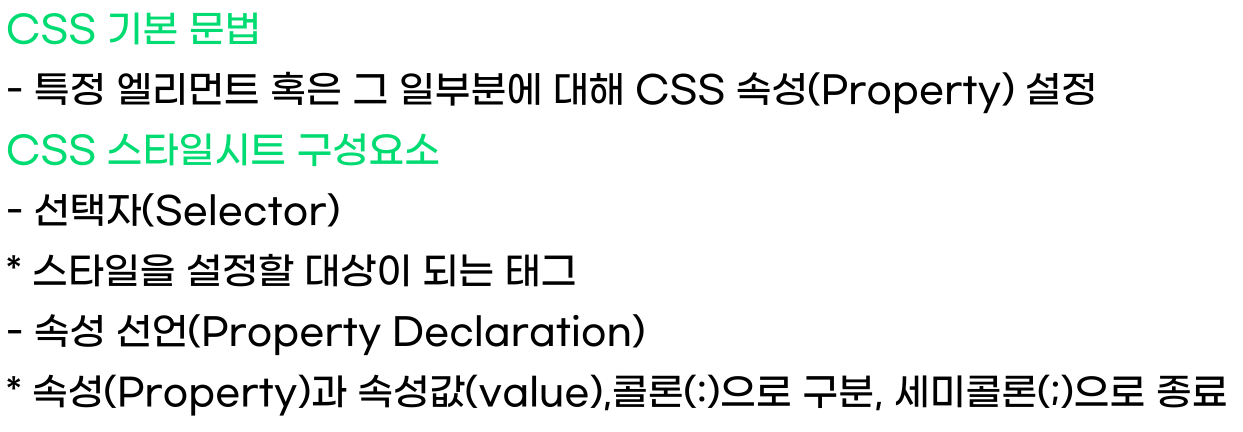 CSS 기본 문법
- 특정 엘리먼트 혹은 그 일부분에 대해 CSS 속성(Property) 설정
CSS 스타일시트 구성요소
- 선택자(Selector)
* 스타일을 설정할 대상이 되는 태그
- 속성 선언(Property Declaration)
* 속성(Property)과 속성값(value),콜론(:)으로 구분, 세미콜론(;)으로 종료